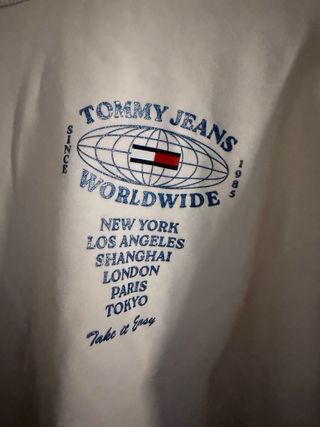 TOMMY JEANS
SINCE
1985
WORLDWIDE
NEW YORK
LOS ANGELES
SHANGHAI
LONDON
PARIS
TOKYO
Take it Easy